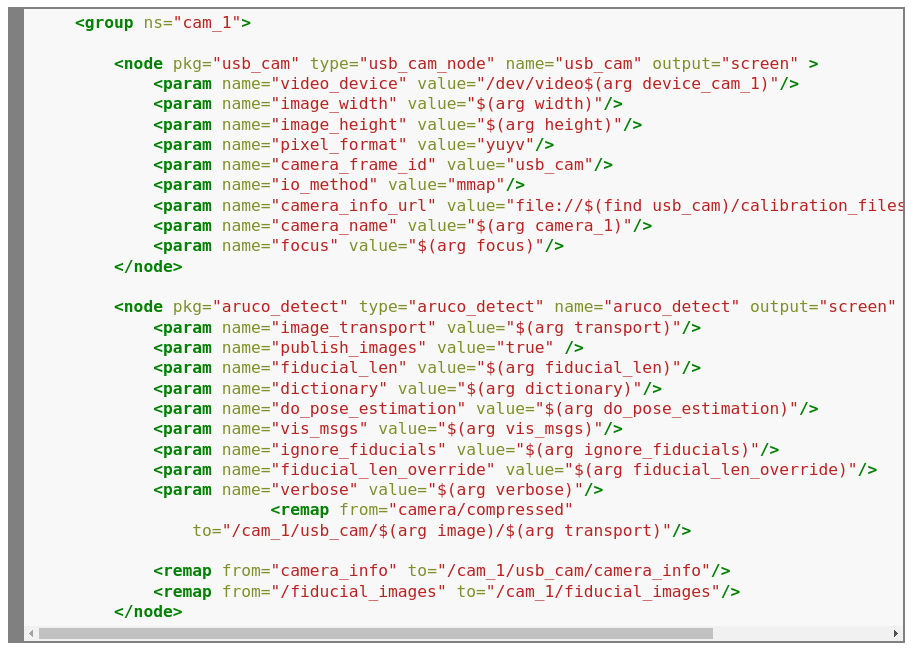 <group ns="cam_1">
<node pkg="usb_cam" type="usb_cam_node" name="usb_cam" output="screen" >
<param name="video_device" value="/dev/video$(arg device_cam_1)"/>
<param name="image_width" value="$(arg width)"/>
<param name="image_height" value="$(arg height)"/>
<param name="pixel_format" value="yuyv"/>
<param name="camera_frame_id" value="usb_cam"/>
<param name="io_method" value="mmap"/>
<param name="camera_info_url" value="file://$(find usb_cam)/calibration_files
<param name="camera_name" value="$(arg camera_1)"/>
<param name="focus" value="$(arg focus)"/>
</node>
<node pkg="aruco_detect" type="aruco_detect" name="aruco_detect" output="screen"
<param name="image_transport" value="$(arg transport)"/>
<param name="publish_images" value="true" />
<param name="fiducial_len" value="$(arg fiducial_len)"/>
<param name="dictionary" value="$(arg dictionary)"/>
<param name="do_pose_estimation" value="$(arg do_pose_estimation)"/>
<param name="vis_msgs" value="$(arg vis_msgs)"/>
<param name="ignore_fiducials" value="$(arg ignore_fiducials)"/>
<param name="fiducial_len_override" value="$(arg fiducial_len_override)"/>
<param name="verbose" value="$(arg verbose)"/>
<remap from="camera/compressed"
to="/cam_1/usb_cam/$(arg image)/$(arg transport)"/>
<remap from="camera_info" to="/cam_1/usb_cam/camera_info"/>
<remap from="/fiducial_images" to="/cam_1/fiducial_images"/>
</node>